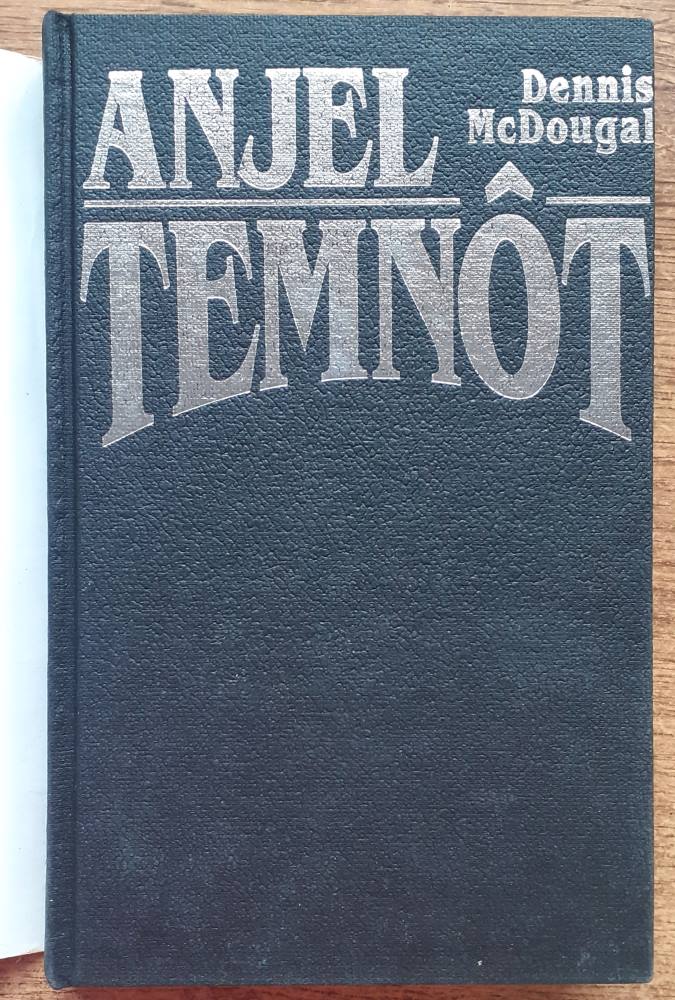 ANJEL
Dennis
McDougal
TEMNÔT